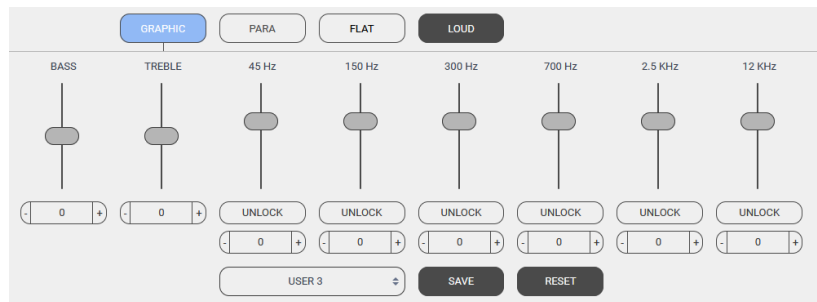 GRAPHIC PARA FLAT LOUD
BASS TREBLE 45 Hz 150 Hz 300 Hz 700 Hz 2.5 KHz 12 KHz
- 0 + - 0 + UNLOCK UNLOCK UNLOCK UNLOCK UNLOCK UNLOCK
- 0 + - 0 + - 0 + - 0 + - 0 + - 0 +
USER 3 SAVE RESET